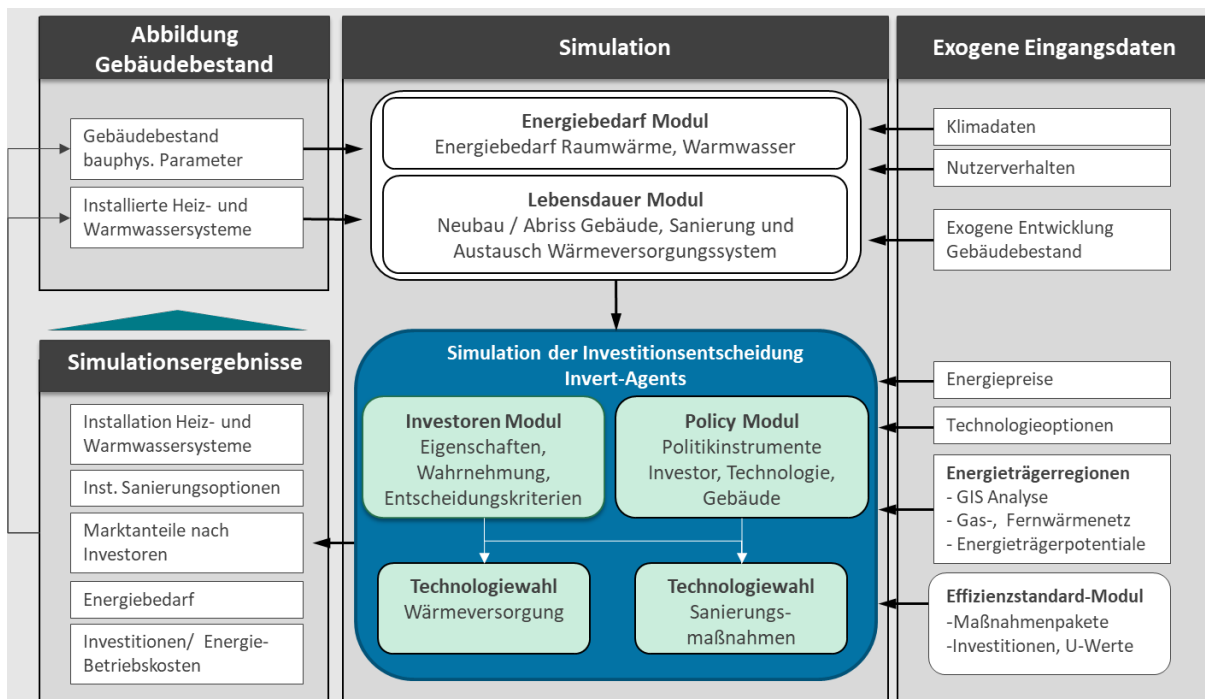 Abbildung
Gebäudebestand
Gebäudebestand
bauphys. Parameter
Installierte Heiz- und
Warmwassersysteme
Simulationsergebnisse
Installation Heiz- und
Warmwassersysteme
Inst. Sanierungsoptionen
Marktanteile nach
Investoren
Energiebedarf
Investitionen/ Energie-
Betriebskosten
Simulation
Energiebedarf Modul
Energiebedarf Raumwärme, Warmwasser
Lebensdauer Modul
Neubau / Abriss Gebäude, Sanierung und
Austausch Wärmeversorgungssystem
Simulation der Investitionsentscheidung
Invert-Agents
Investoren Modul
Eigenschaften,
Wahrnehmung,
Entscheidungskriterien
Policy Modul
Politikinstrumente
Investor, Technologie,
Gebäude
Technologiewahl
Wärmeversorgung
Technologiewahl
Sanierungs-
maßnahmen
Exogene Eingangsdaten
Klimadaten
Nutzerverhalten
Exogene Entwicklung
Gebäudebestand
Energiepreise
Technologieoptionen
Energieträgerregionen
- GIS Analyse
- Gas-, Fernwärmenetz
- Energieträgerpotentiale
Effizienzstandard-Modul
-Maßnahmenpakete
-Investitionen, U-Werte